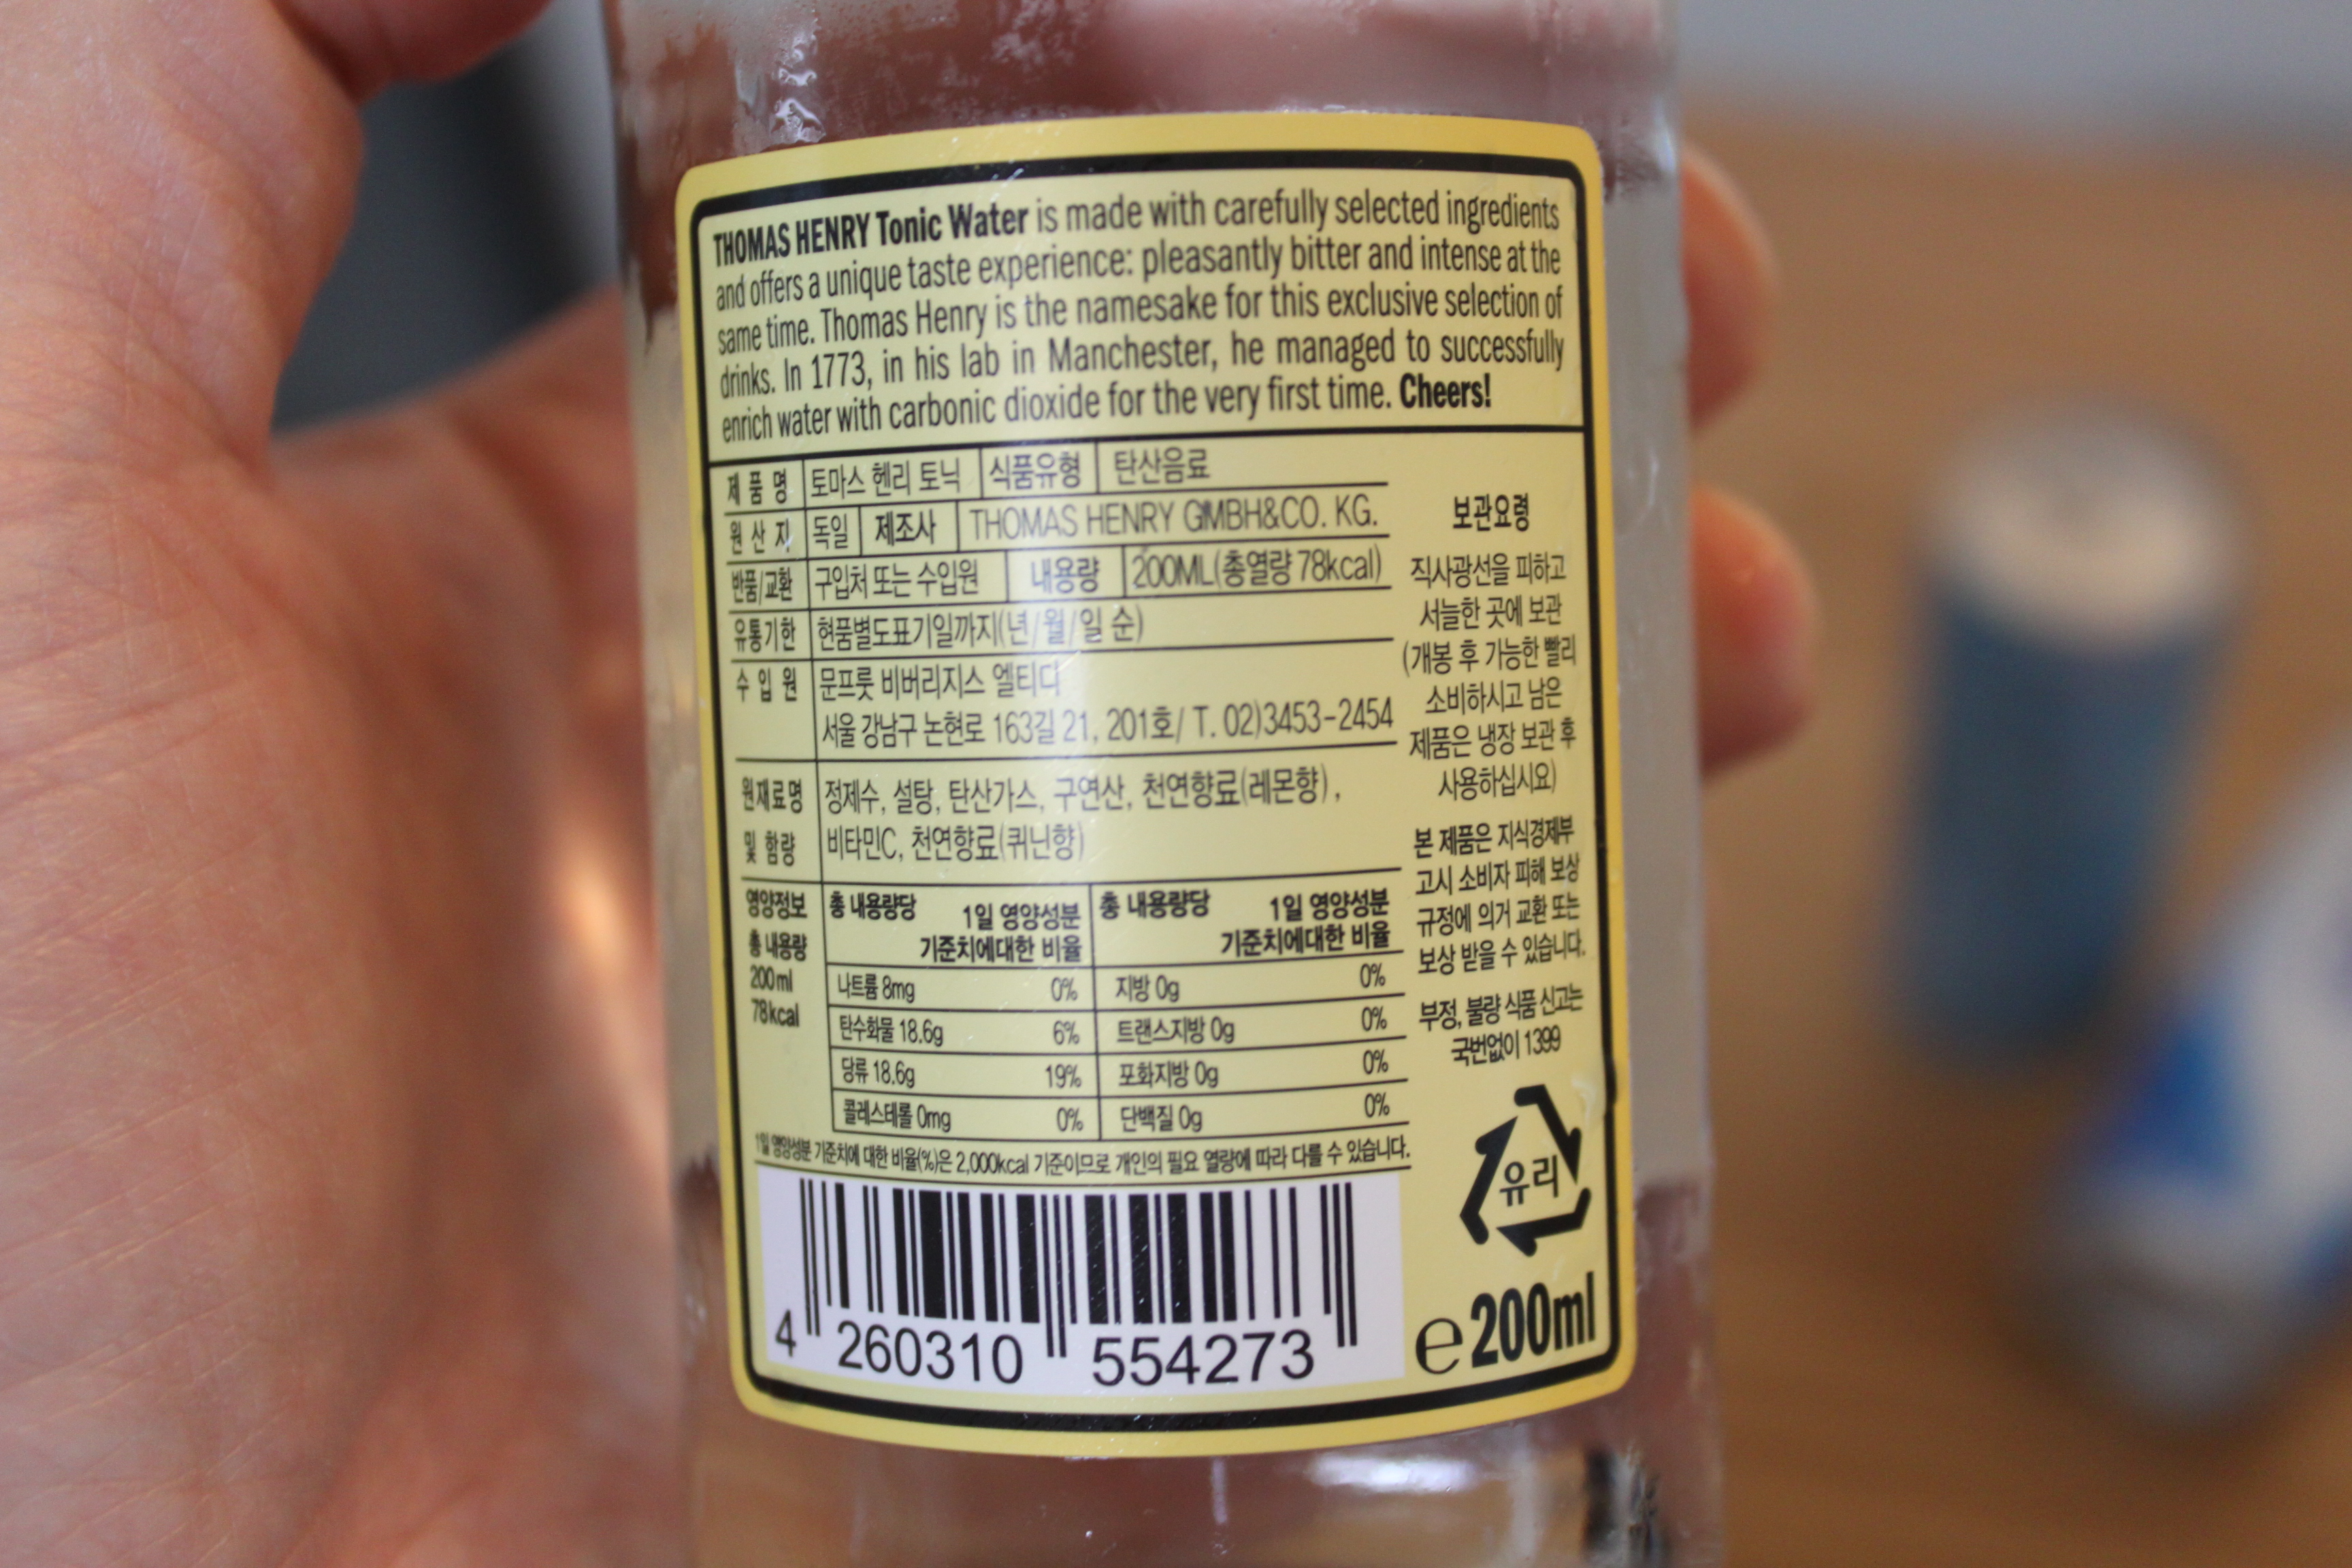 THOMAS HENRY Tonic Water is made with carefully selected ingredients
and offers a unique taste experience: pleasantly bitter and intense at the
same time. Thomas Henry is the namesake for this exclusive selection of
drinks. In 1773, in his lab in Manchester, he managed to successfully
enrich water with carbonic dioxide for the very first time. Cheers!
제 품 명 토마스 헨리 토닉 식품유형 탄산음료
원 산 지 독일 제조사 THOMAS HENRY GMBH&CO. KG.
반품/교환 구입처 또는 수입원 내용량 200ML(총열량 78kcal)
유통기한 현품별도표기일까지(년/월/일 순)
수 입 원 문프룻 비버리지스 엘티디
서울 강남구 논현로 163길 21, 201호/ T. 02)3453-2454
원재료명 정제수, 설탕, 탄산가스, 구연산, 천연향료(레몬향),
및 함량 비타민C, 천연향료(퀴닌향)
영양정보
총 내용량
200ml
78kcal
총 내용량당 1일 영양성분
기준치에대한 비율
나트륨 8mg 0%
탄수화물 18.6g 6%
당류 18.6g 19%
콜레스테롤 0mg 0%
총 내용량당 1일 영양성분
기준치에대한 비율
지방 0g 0%
트랜스지방 0g 0%
포화지방 0g 0%
단백질 0g 0%
1일 영양성분 기준치에 대한 비율(%)은 2,000kcal 기준이므로 개인의 필요 열량에 따라 다를 수 있습니다.
보관요령
직사광선을 피하고
서늘한 곳에 보관
(개봉 후 가능한 빨리
소비하시고 남은
제품은 냉장 보관 후
사용하십시요)
본 제품은 지식경제부
고시 소비자 피해 보상
규정에 의거 교환 또는
보상 받을 수 있습니다.
부정, 불량 식품 신고는
국번없이 1399
유리
4 260310 554273
e 200ml